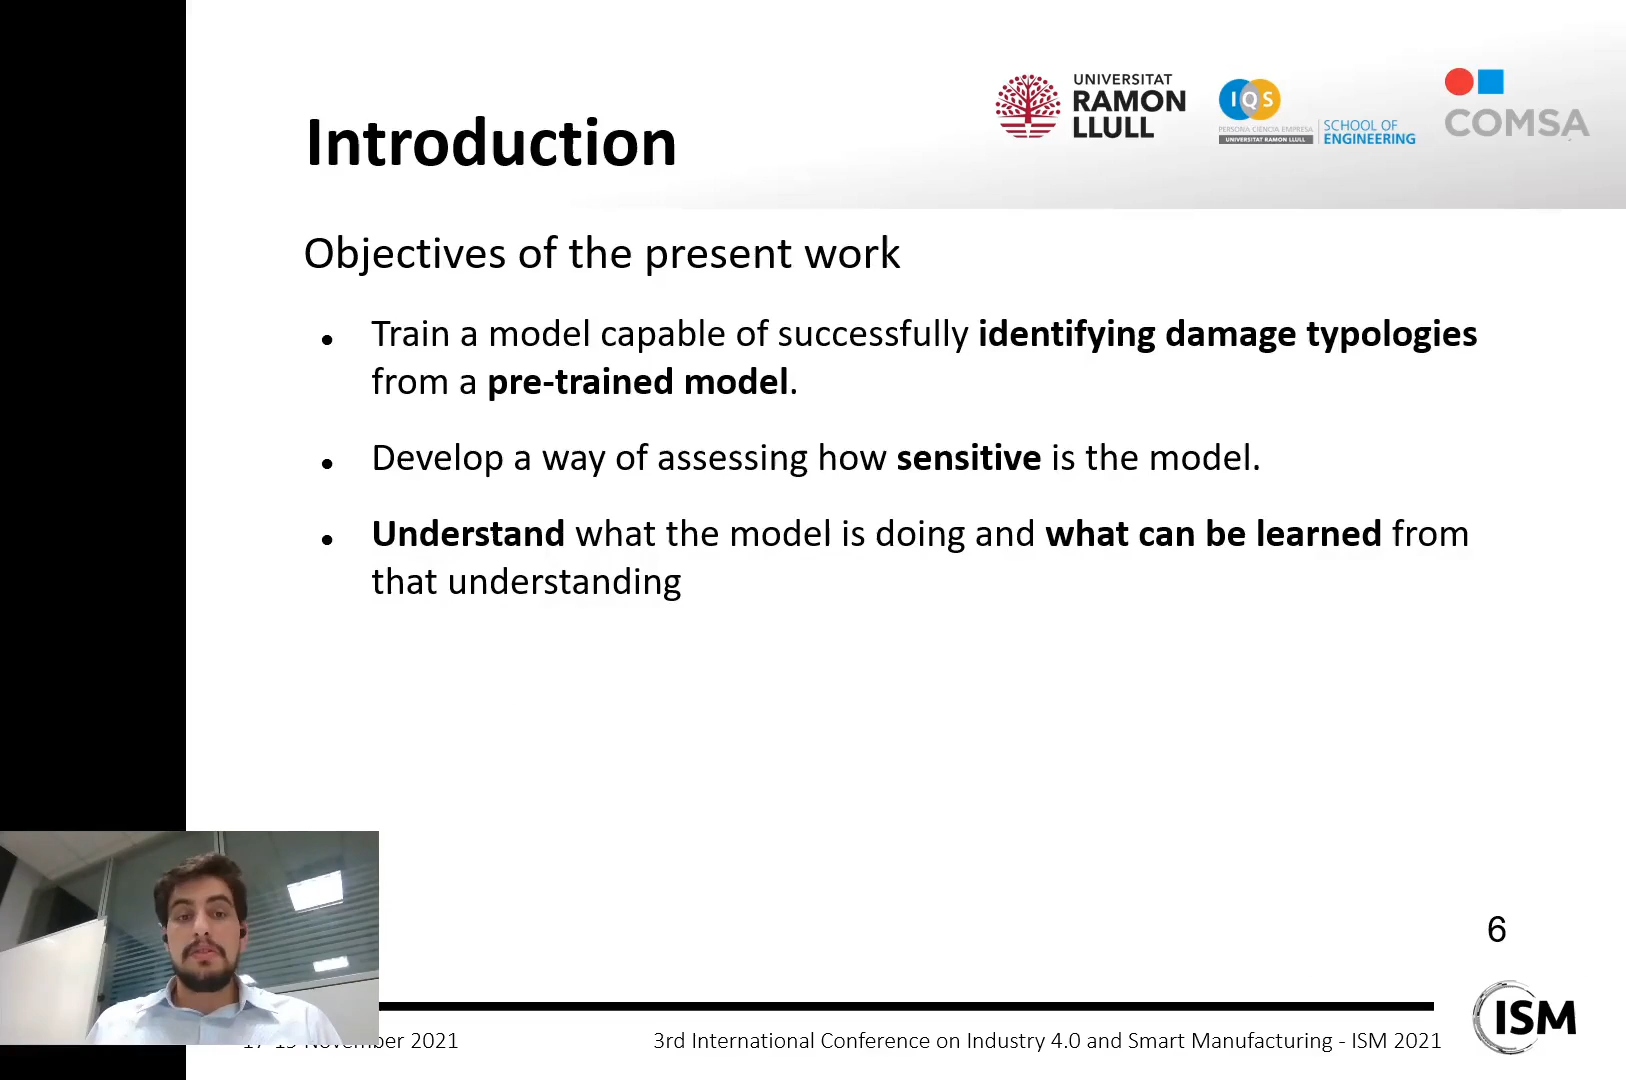 UNIVERSITAT
RAMON
LLULL
IQS
PERSONA CIÈNCIA EMPRESA
UNIVERSITAT RAMON LLULL
SCHOOL OF
ENGINEERING
COMSA
Introduction
Objectives of the present work
Train a model capable of successfully identifying damage typologies
from a pre-trained model.
Develop a way of assessing how sensitive is the model.
Understand what the model is doing and what can be learned from
that understanding
6
2021
3rd International Conference on Industry 4.0 and Smart Manufacturing - ISM 2021
ISM